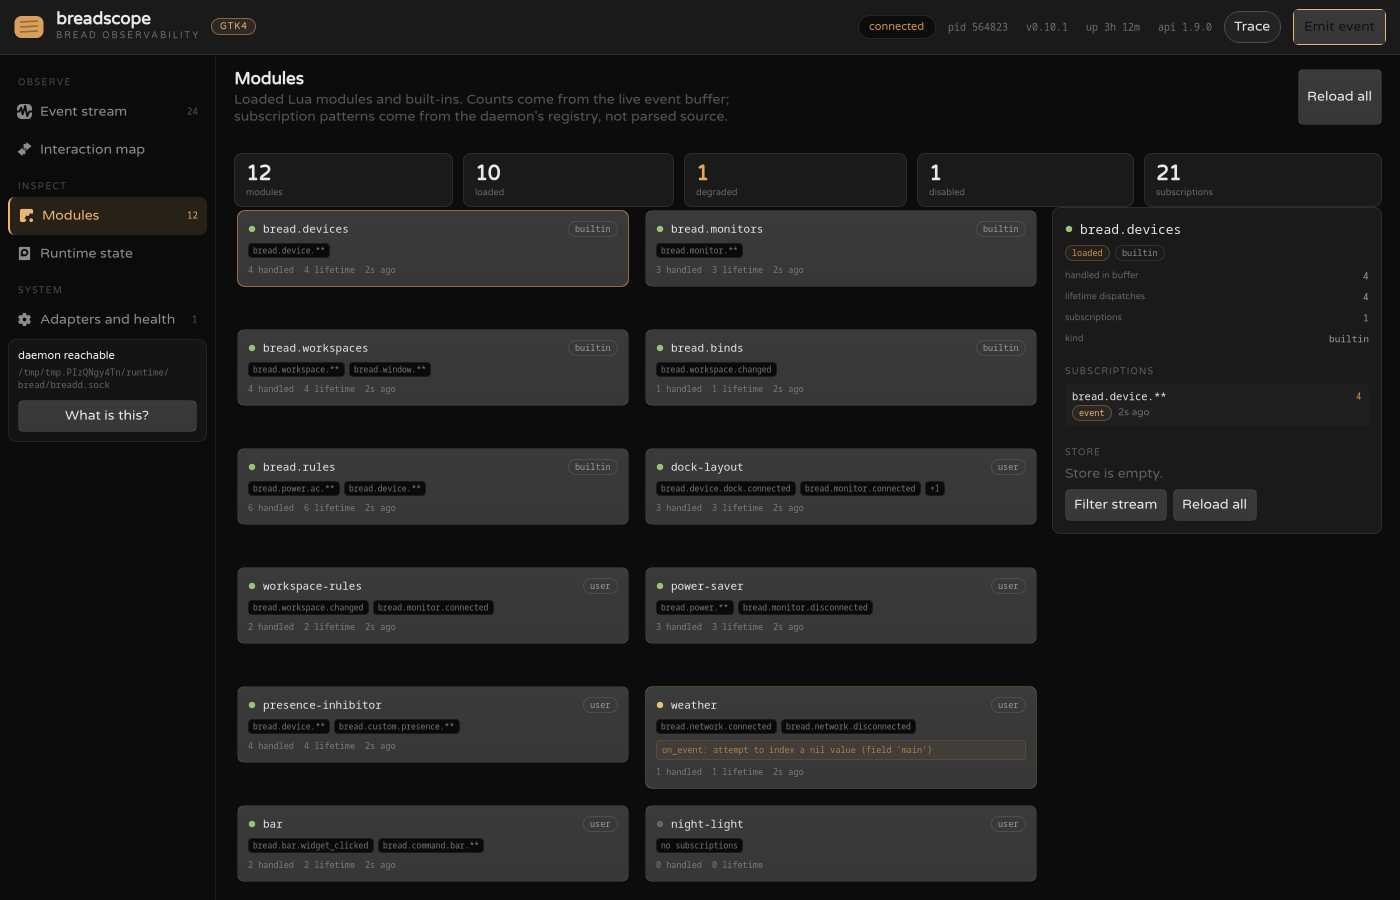 breadscope
BREAD OBSERVABILITY
GTK4
connected
pid 564823
v0.10.1
up 3h 12m
api 1.9.0
Trace
Emit event
OBSERVE
Event stream 24
Interaction map
INSPECT
Modules 12
Runtime state
SYSTEM
Adapters and health 1
daemon reachable
/tmp/tmp.PIzQNgy4Tn/runtime/
bread/breadd.sock
What is this?
Modules
Loaded Lua modules and built-ins. Counts come from the live event buffer;
subscription patterns come from the daemon's registry, not parsed source.
Reload all
12
modules
10
loaded
1
degraded
1
disabled
21
subscriptions
bread.devices builtin
bread.device.**
4 handled 4 lifetime 2s ago
bread.monitors builtin
bread.monitor.**
3 handled 3 lifetime 2s ago
bread.workspaces builtin
bread.workspace.** bread.window.**
4 handled 4 lifetime 2s ago
bread.binds builtin
bread.workspace.changed
1 handled 1 lifetime 2s ago
bread.rules builtin
bread.power.ac.** bread.device.**
6 handled 6 lifetime 2s ago
dock-layout user
bread.device.dock.connected bread.monitor.connected +1
3 handled 3 lifetime 2s ago
workspace-rules user
bread.workspace.changed bread.monitor.connected
2 handled 2 lifetime 2s ago
power-saver user
bread.power.** bread.monitor.disconnected
3 handled 3 lifetime 2s ago
presence-inhibitor user
bread.device.** bread.custom.presence.**
4 handled 4 lifetime 2s ago
weather user
bread.network.connected bread.network.disconnected
on_event: attempt to index a nil value (field 'main')
1 handled 1 lifetime 2s ago
bar user
bread.bar.widget_clicked bread.command.bar.**
2 handled 2 lifetime 2s ago
night-light user
no subscriptions
0 handled 0 lifetime
bread.devices
loaded builtin
handled in buffer 4
lifetime dispatches 4
subscriptions 1
kind builtin
SUBSCRIPTIONS
bread.device.** 4
event 2s ago
STORE
Store is empty.
Filter stream Reload all